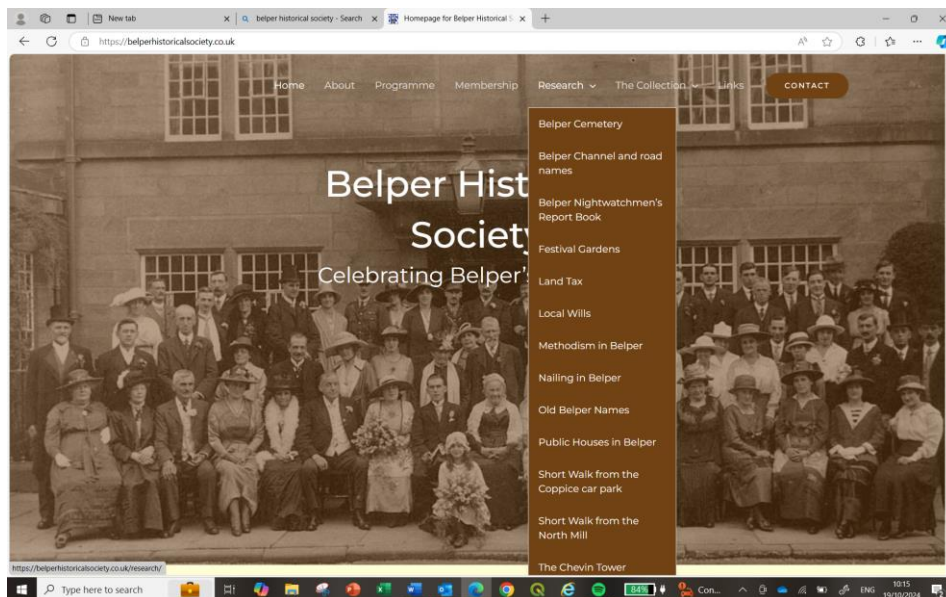 New tab
belper historical society - Search
Homepage for Belper Historical S
https://belperhistoricalsociety.co.uk
Home About Programme Membership Research The Collection Links CONTACT
Belper Cemetery
Belper Channel and road
names
Belper Nightwatchmen's
Report Book
Festival Gardens
Land Tax
Local Wills
Methodism in Belper
Nailing in Belper
Old Belper Names
Public Houses in Belper
Short Walk from the
Coppice car park
Short Walk from the
North Mill
The Chevin Tower
Belper Hist
Societ
Celebrating Belper's
https://belperhistoricalsociety.co.uk/research/
Type here to search
84%
Con...
ENG
10:15
19/10/2024